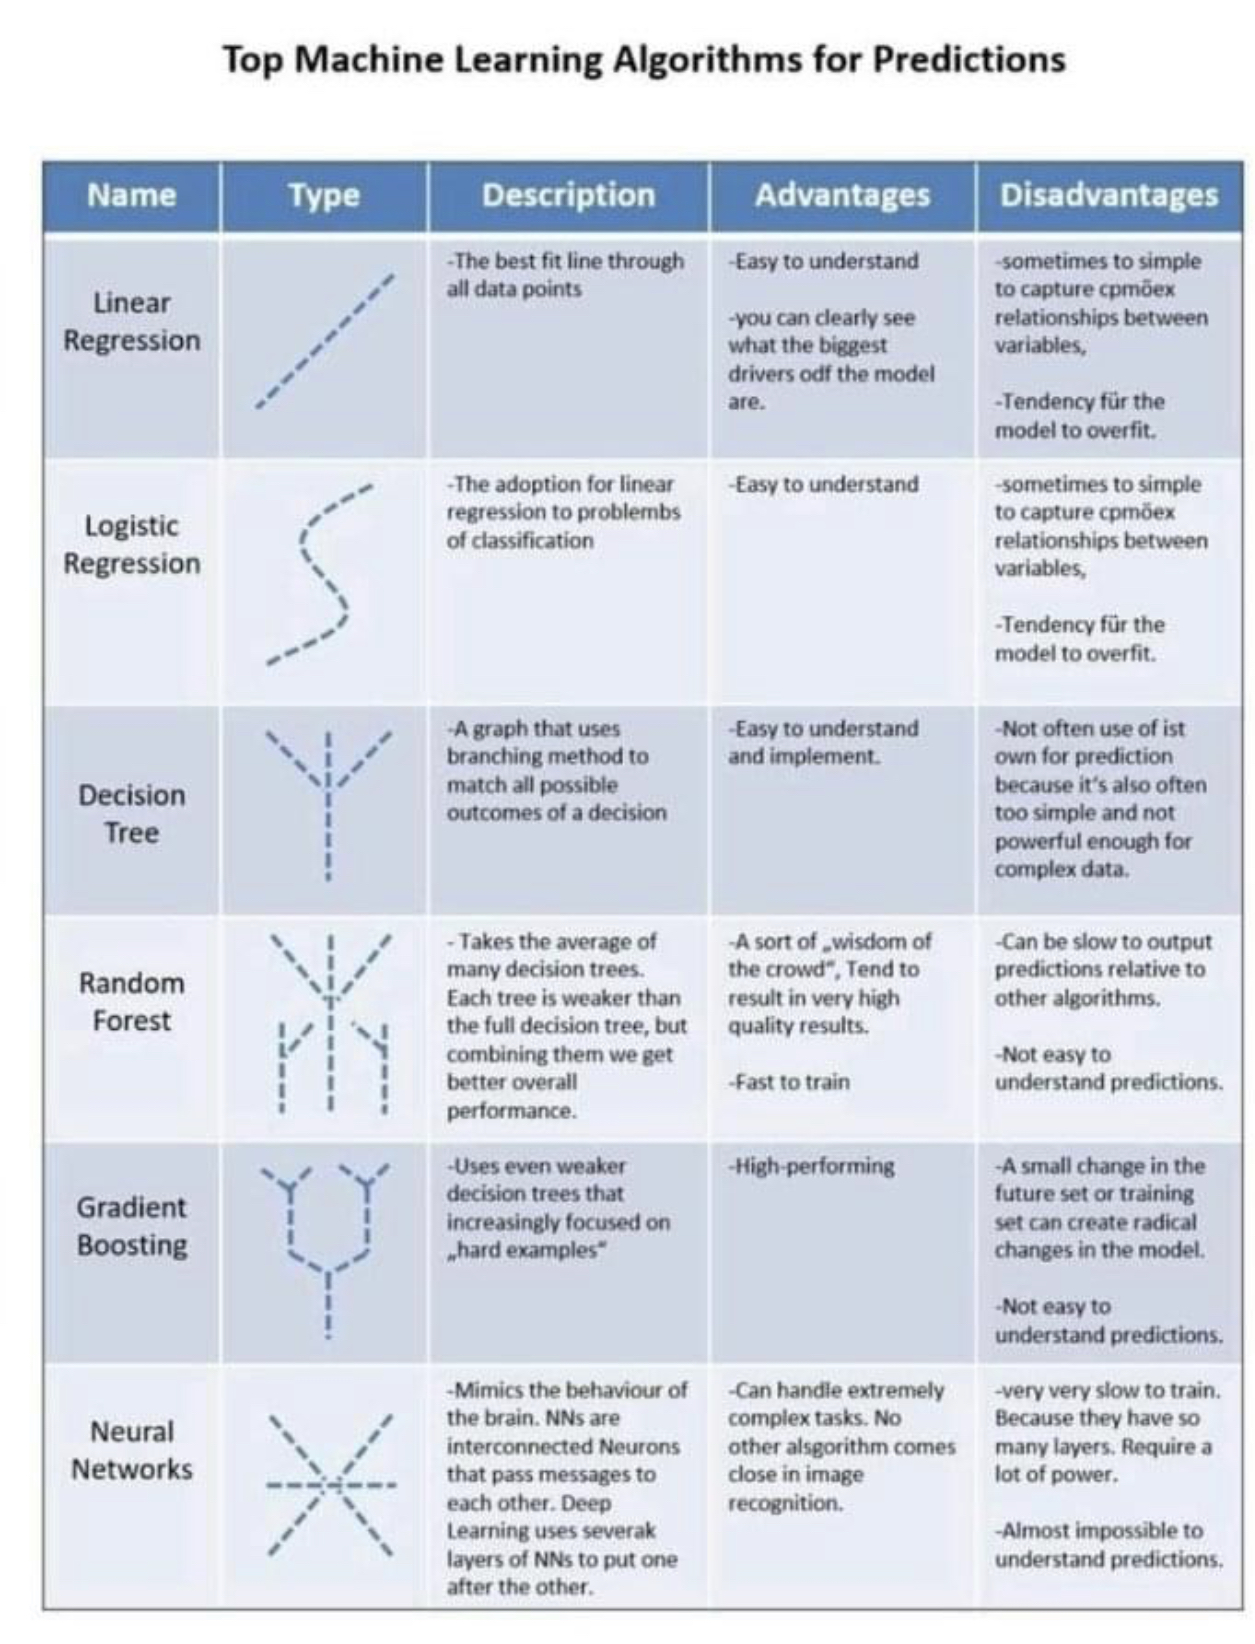 Top Machine Learning Algorithms for Predictions
Name
Type
Description
Advantages
Disadvantages
Linear
Regression
-The best fit line through
all data points
-Easy to understand
-you can clearly see
what the biggest
drivers odf the model
are.
-sometimes to simple
to capture cpmöex
relationships between
variables,
-Tendency für the
model to overfit.
Logistic
Regression
-The adoption for linear
regression to problembs
of classification
-Easy to understand
-sometimes to simple
to capture cpmöex
relationships between
variables,
-Tendency für the
model to overfit.
Decision
Tree
-A graph that uses
branching method to
match all possible
outcomes of a decision
-Easy to understand
and implement.
-Not often use of ist
own for prediction
because it's also often
too simple and not
powerful enough for
complex data.
Random
Forest
- Takes the average of
many decision trees.
Each tree is weaker than
the full decision tree, but
combining them we get
better overall
performance.
-A sort of „wisdom of
the crowd“, Tend to
result in very high
quality results.
-Fast to train
-Can be slow to output
predictions relative to
other algorithms.
-Not easy to
understand predictions.
Gradient
Boosting
-Uses even weaker
decision trees that
increasingly focused on
„hard examples“
-High-performing
-A small change in the
future set or training
set can create radical
changes in the model.
-Not easy to
understand predictions.
Neural
Networks
-Mimics the behaviour of
the brain. NNs are
interconnected Neurons
that pass messages to
each other. Deep
Learning uses severak
layers of NNs to put one
after the other.
-Can handle extremely
complex tasks. No
other alsgorithm comes
close in image
recognition.
-very very slow to train.
Because they have so
many layers. Require a
lot of power.
-Almost impossible to
understand predictions.